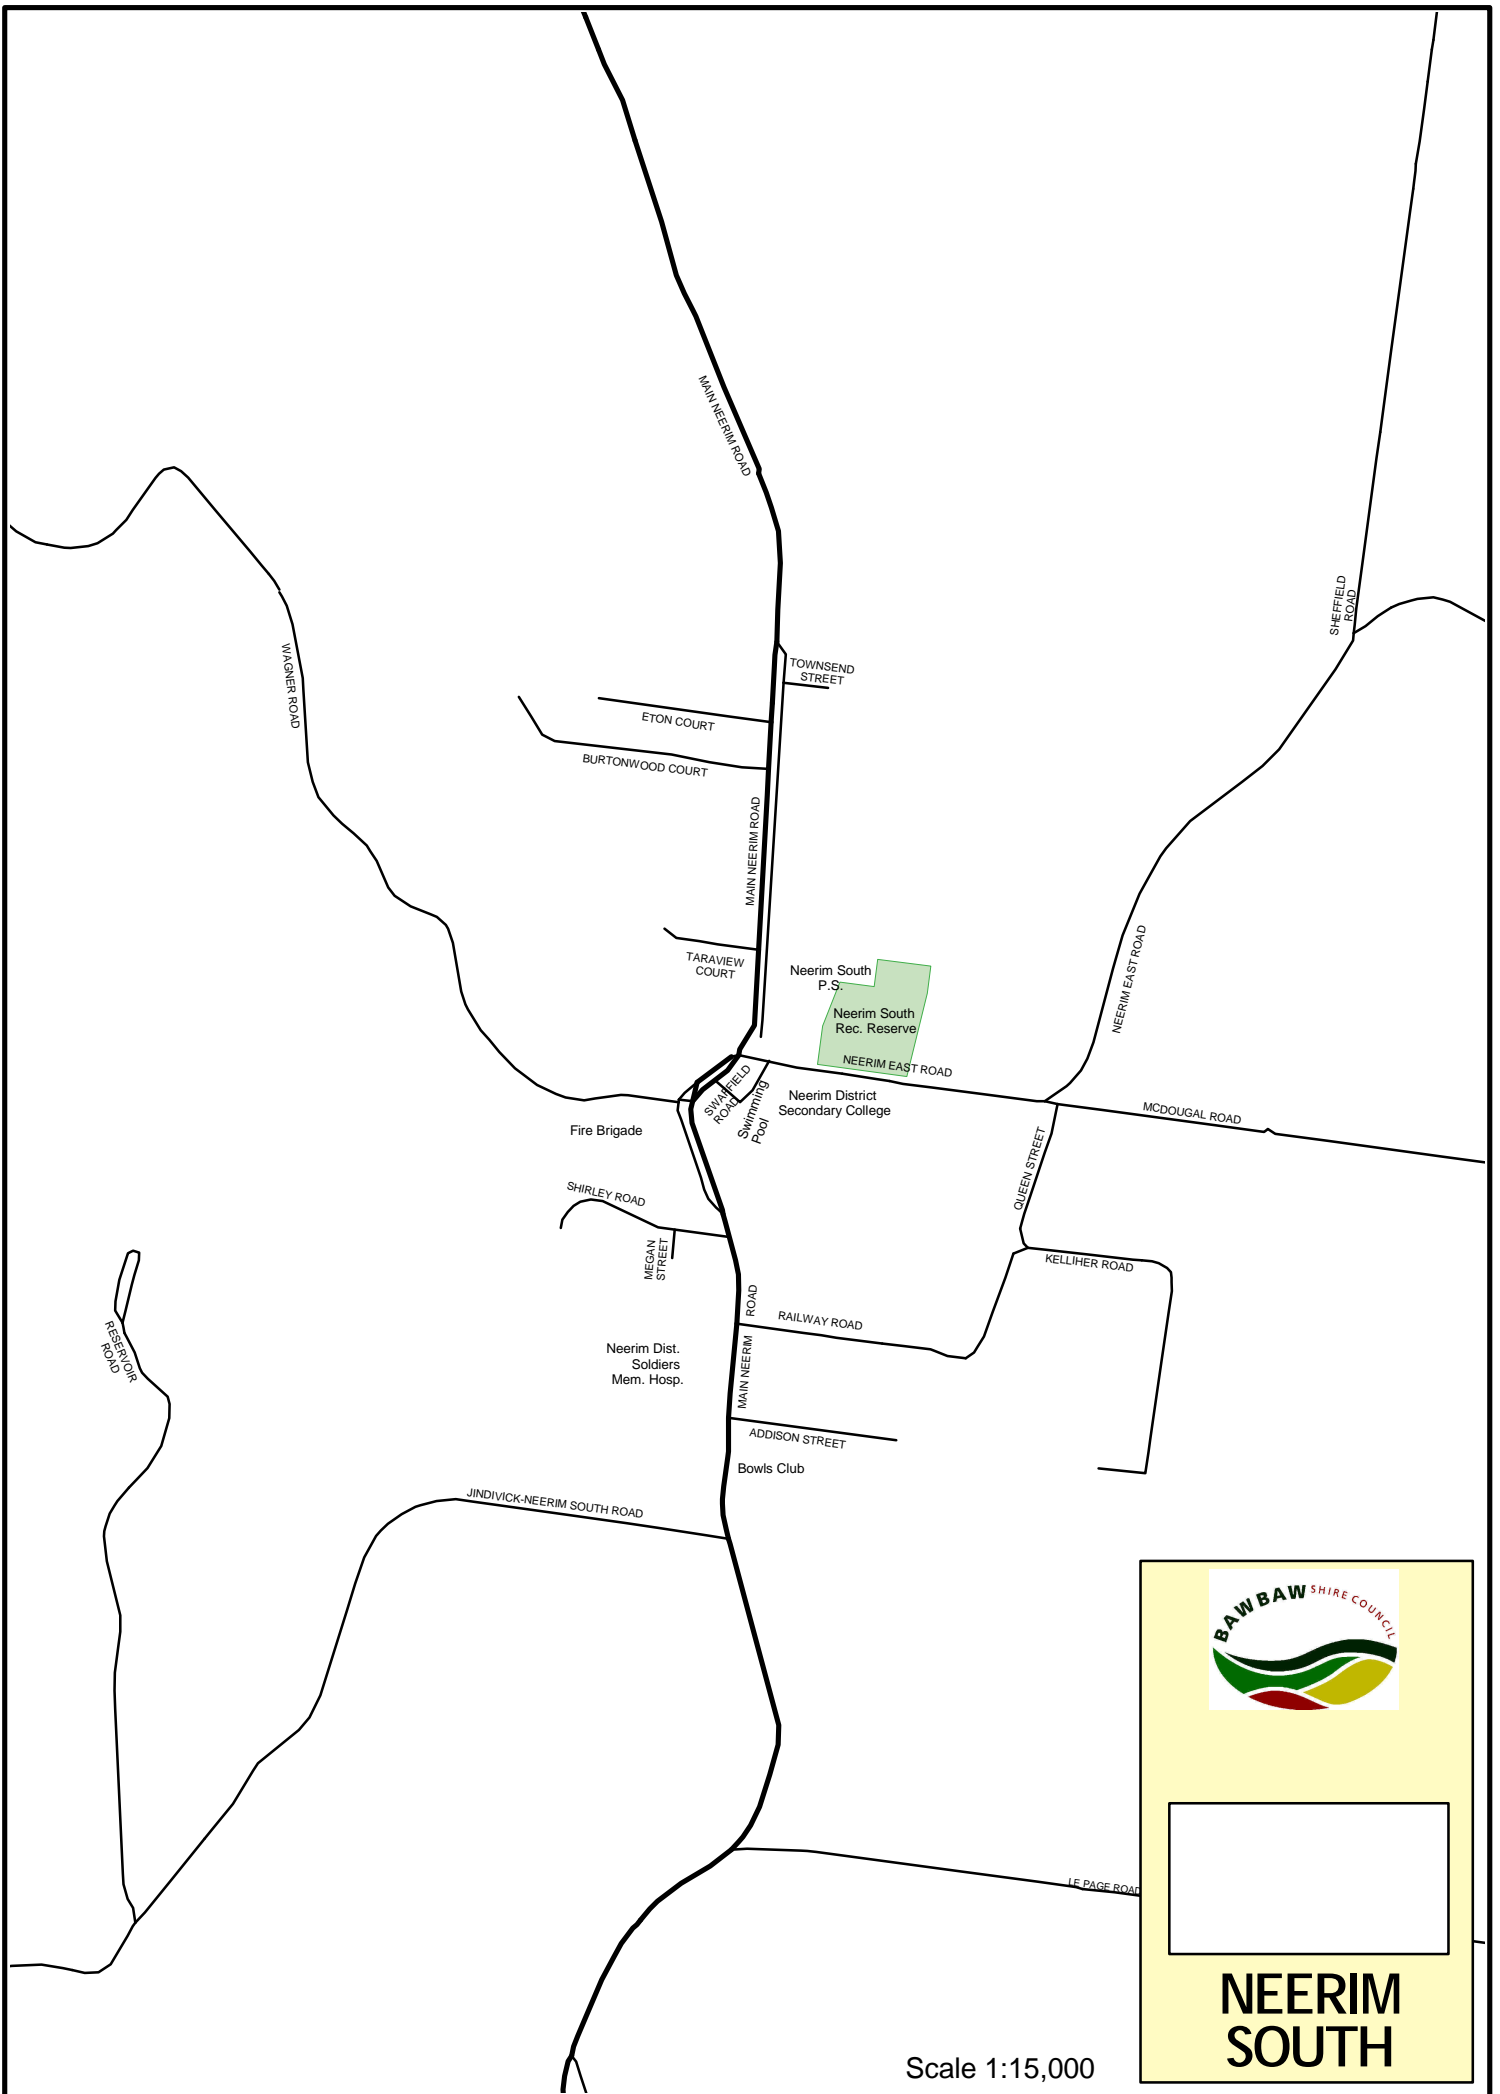 MAIN NEERIM ROAD
SHEFFIELD
ROAD
WAGNER ROAD
TOWNSEND
STREET
ETON COURT
BURTONWOOD COURT
MAIN NEERIM ROAD
TARAVIEW
COURT
Neerim South
P.S.
Neerim South
Rec. Reserve
NEERIM EAST ROAD
NEERIM EAST ROAD
SWAFFIELD
ROAD
Swimming
Pool
Neerim District
Secondary College
MCDOUGAL ROAD
Fire Brigade
QUEEN STREET
SHIRLEY ROAD
MEGAN
STREET
KELLIHER ROAD
RESERVOIR
ROAD
MAIN NEERIM ROAD
RAILWAY ROAD
Neerim Dist.
Soldiers
Mem. Hosp.
ADDISON STREET
Bowls Club
JINDIVICK-NEERIM SOUTH ROAD
BAW BAW SHIRE COUNCIL
LE PAGE ROAD
NEERIM
SOUTH
Scale 1:15,000